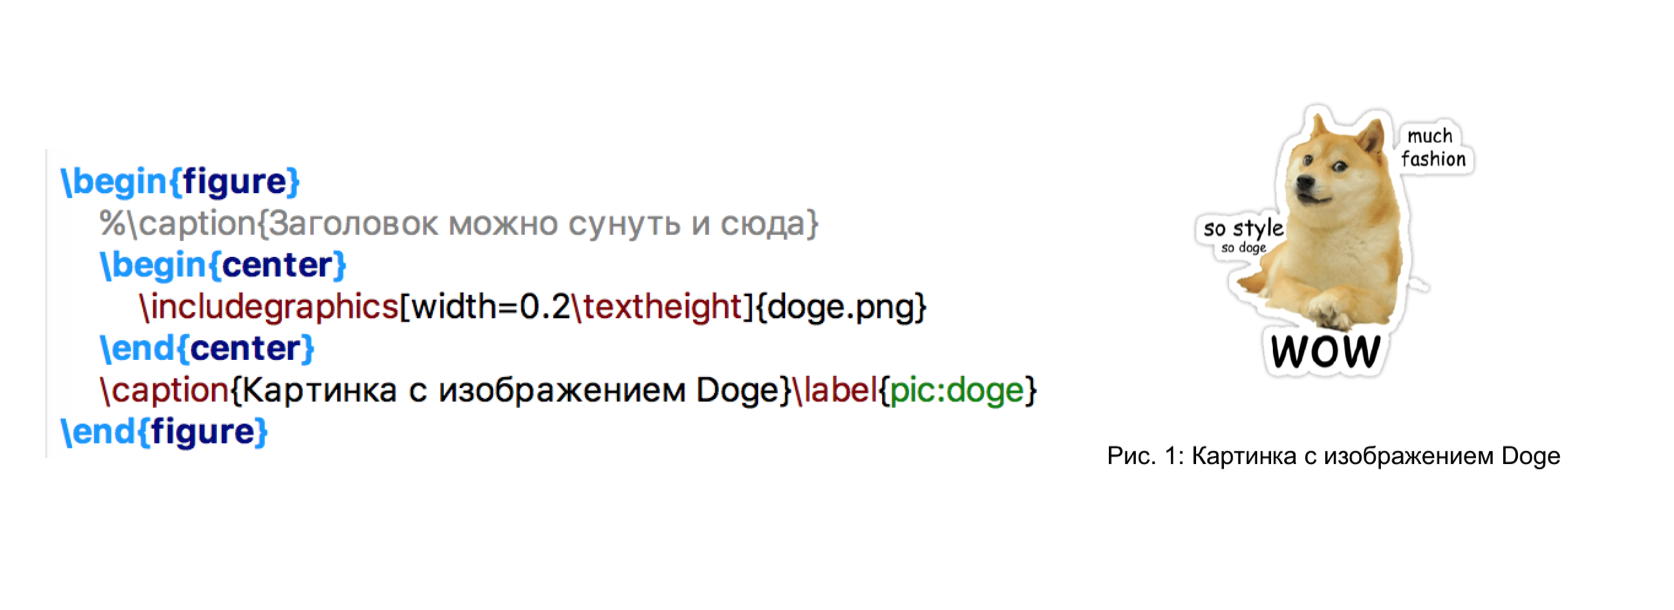 \begin{figure}
%\caption{Заголовок можно сунуть и сюда}
\begin{center}
\includegraphics[width=0.2\textheight]{doge.png}
\end{center}
\caption{Картинка с изображением Doge}\label{pic:doge}
\end{figure}
much
fashion
so style
so doge
wow
Рис. 1: Картинка с изображением Doge